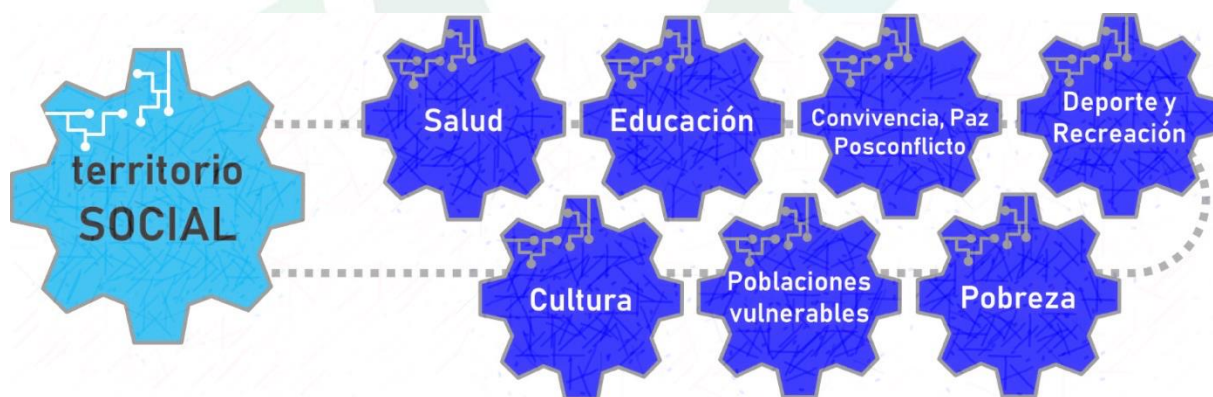 territorio
SOCIAL
Salud
Educación
Convivencia, Paz
Posconflicto
Deporte y
Recreación
Cultura
Poblaciones
vulnerables
Pobreza